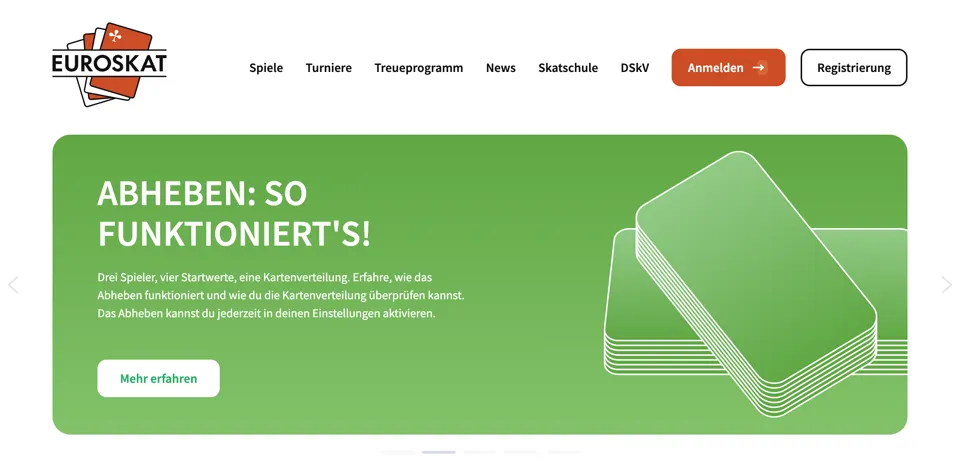 EUROSKAT
Spiele Turniere Treueprogramm News Skatschule DSkV Anmelden → Registrierung
ABHEBEN: SO
FUNKTIONIERT'S!
Drei Spieler, vier Startwerte, eine Kartenverteilung. Erfahre, wie das
Abheben funktioniert und wie du die Kartenverteilung überprüfen kannst.
Das Abheben kannst du jederzeit in deinen Einstellungen aktivieren.
Mehr erfahren